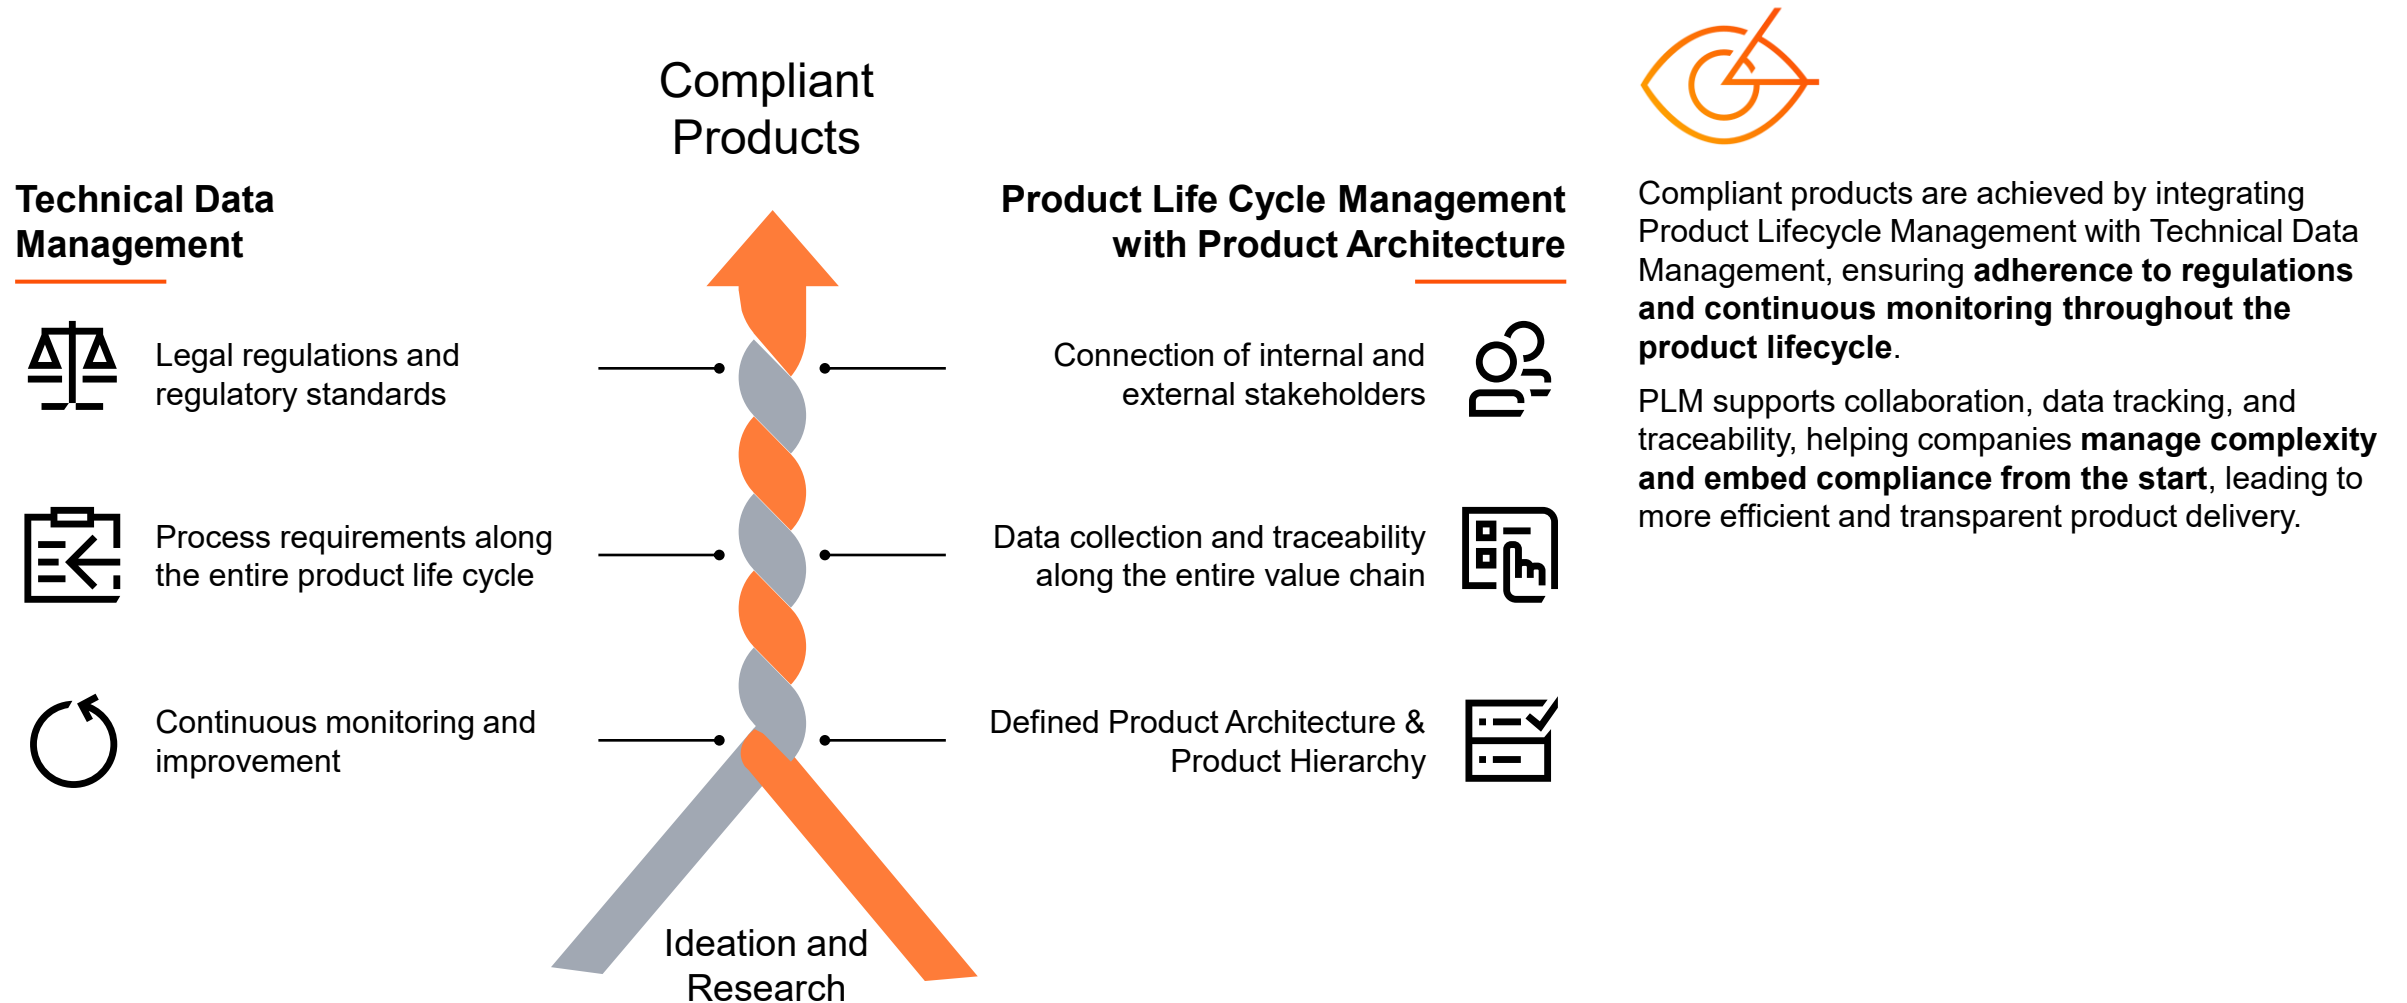 Compliant
Products
Technical Data
Management
Legal regulations and
regulatory standards
Process requirements along
the entire product life cycle
Continuous monitoring and
improvement
Product Life Cycle Management
with Product Architecture
Connection of internal and
external stakeholders
Data collection and traceability
along the entire value chain
Defined Product Architecture &
Product Hierarchy
Ideation and
Research
Compliant products are achieved by integrating
Product Lifecycle Management with Technical Data
Management, ensuring adherence to regulations
and continuous monitoring throughout the
product lifecycle.
PLM supports collaboration, data tracking, and
traceability, helping companies manage complexity
and embed compliance from the start, leading to
more efficient and transparent product delivery.